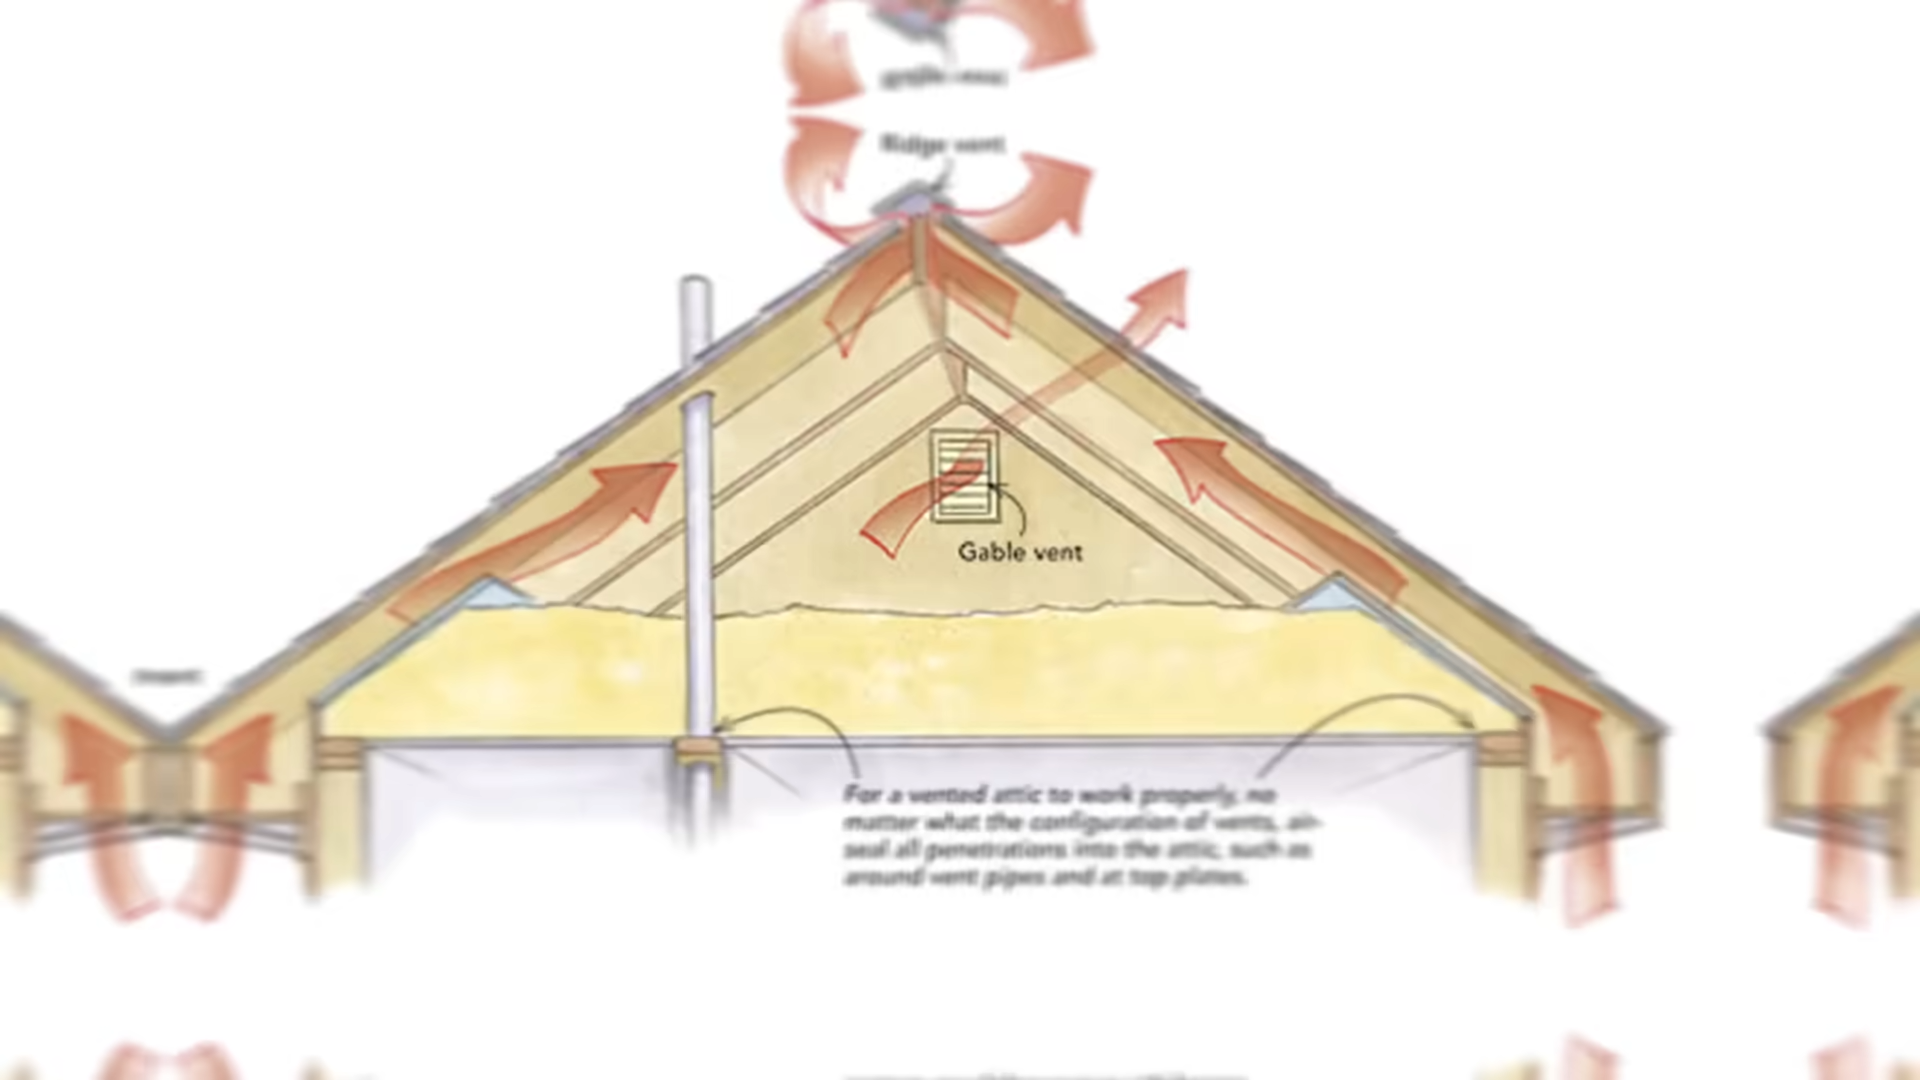 Ridge vent
Gable vent
For a vented attic to work properly, no
matter what the configuration of vents, air-
seal all penetrations into the attic, such as
around vent pipes and at top plates.